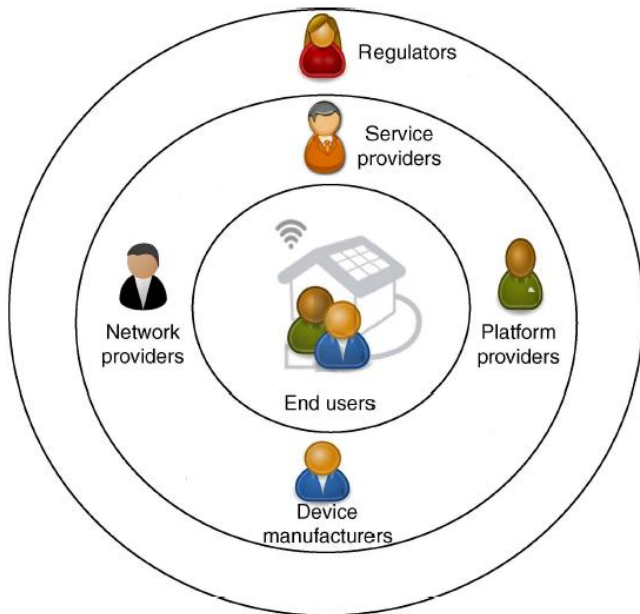 Regulators
Service
providers
Network
providers
Platform
providers
End users
Device
manufacturers